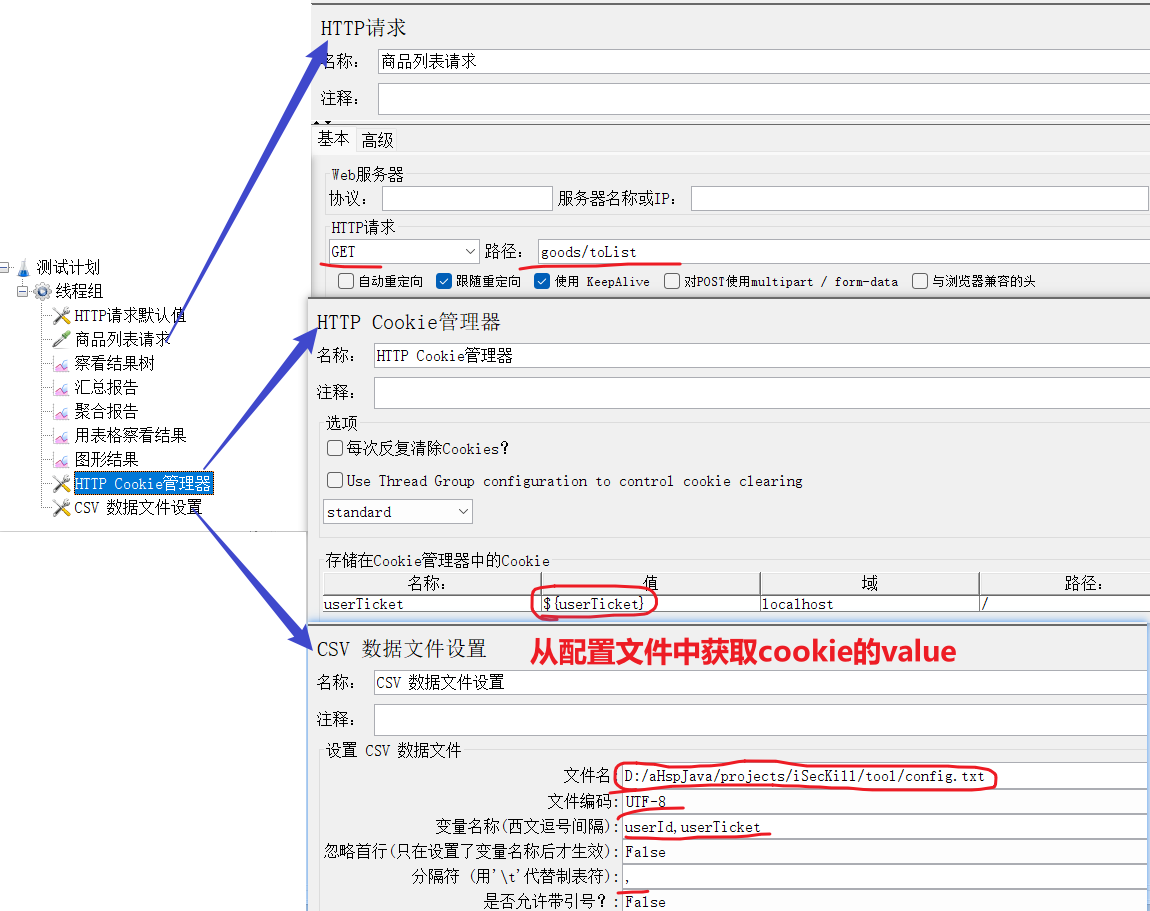 测试计划
线程组
HTTP请求默认值
商品列表请求
察看结果树
汇总报告
聚合报告
用表格察看结果
图形结果
HTTP Cookie管理器
CSV 数据文件设置
HTTP请求
名称: 商品列表请求
注释:
基本 高级
Web服务器
协议: 服务器名称或IP:
HTTP请求
GET 路径: goods/toList
自动重定向 跟随重定向 使用 KeepAlive 对POST使用multipart / form-data 与浏览器兼容的头
HTTP Cookie管理器
名称: HTTP Cookie管理器
注释:
选项
每次反复清除Cookies?
Use Thread Group configuration to control cookie clearing
standard
存储在Cookie管理器中的Cookie
名称: 值 域 路径:
userTicket ${userTicket} localhost /
CSV 数据文件设置 从配置文件中获取cookie的value
名称: CSV 数据文件设置
注释:
设置 CSV 数据文件
文件名: D:/aHspJava/projects/iSecKill/tool/config.txt
文件编码: UTF-8
变量名称(西文逗号间隔): userId,userTicket
忽略首行(只在设置了变量名称后才生效): False
分隔符 (用'\t'代替制表符): ,
是否允许带引号?: False